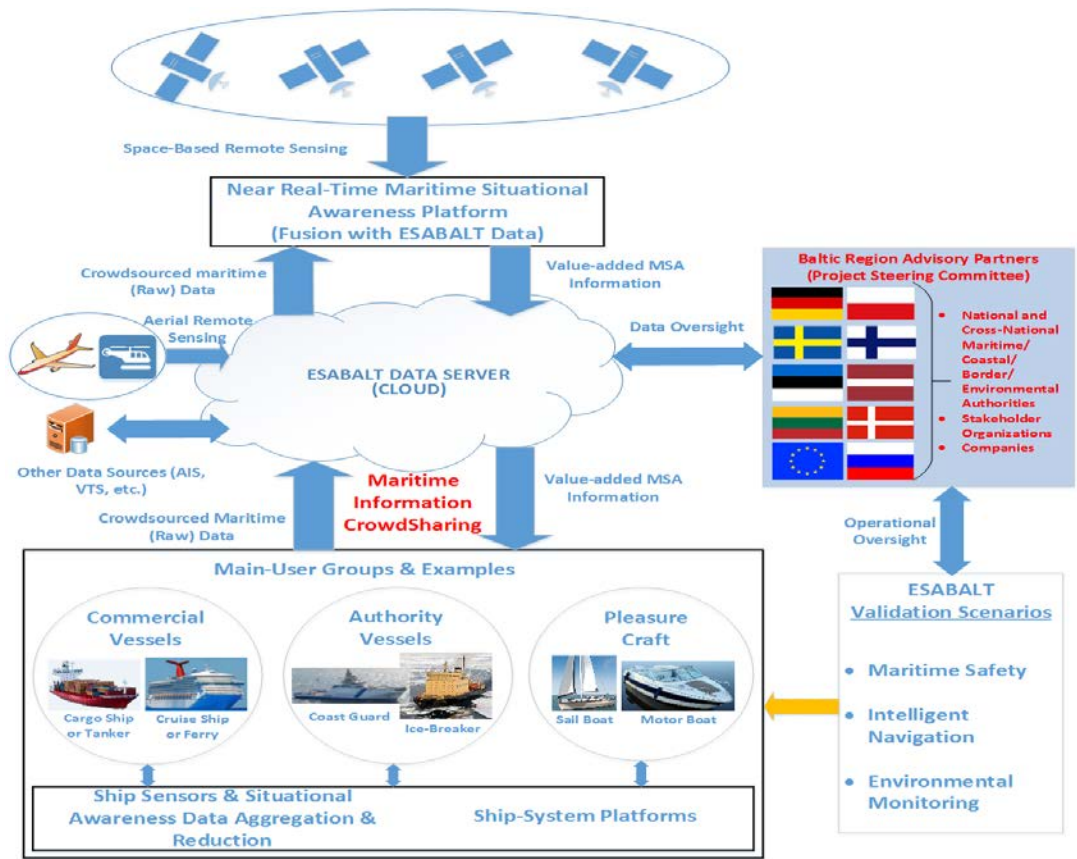 Space-Based Remote Sensing
Near Real-Time Maritime Situational
Awareness Platform
(Fusion with ESABALT Data)
Crowdsourced maritime
(Raw) Data
Value-added MSA
Information
Aerial Remote
Sensing
ESABALT DATA SERVER
(CLOUD)
Data Oversight
Baltic Region Advisory Partners
(Project Steering Committee)
• National and
Cross-National
Maritime/
Coastal/
Border/
Environmental
Authorities
• Stakeholder
Organizations
• Companies
Other Data Sources (AIS,
VTS, etc.)
Crowdsourced Maritime
(Raw) Data
Maritime
Information
CrowdSharing
Value-added MSA
Information
Operational
Oversight
Main-User Groups & Examples
Commercial
Vessels
Cargo Ship
or Tanker
Cruise Ship
or Ferry
Authority
Vessels
Coast Guard
Ice-Breaker
Pleasure
Craft
Sail Boat
Motor Boat
Ship Sensors & Situational
Awareness Data Aggregation &
Reduction
Ship-System Platforms
ESABALT
Validation Scenarios
• Maritime Safety
• Intelligent
Navigation
• Environmental
Monitoring